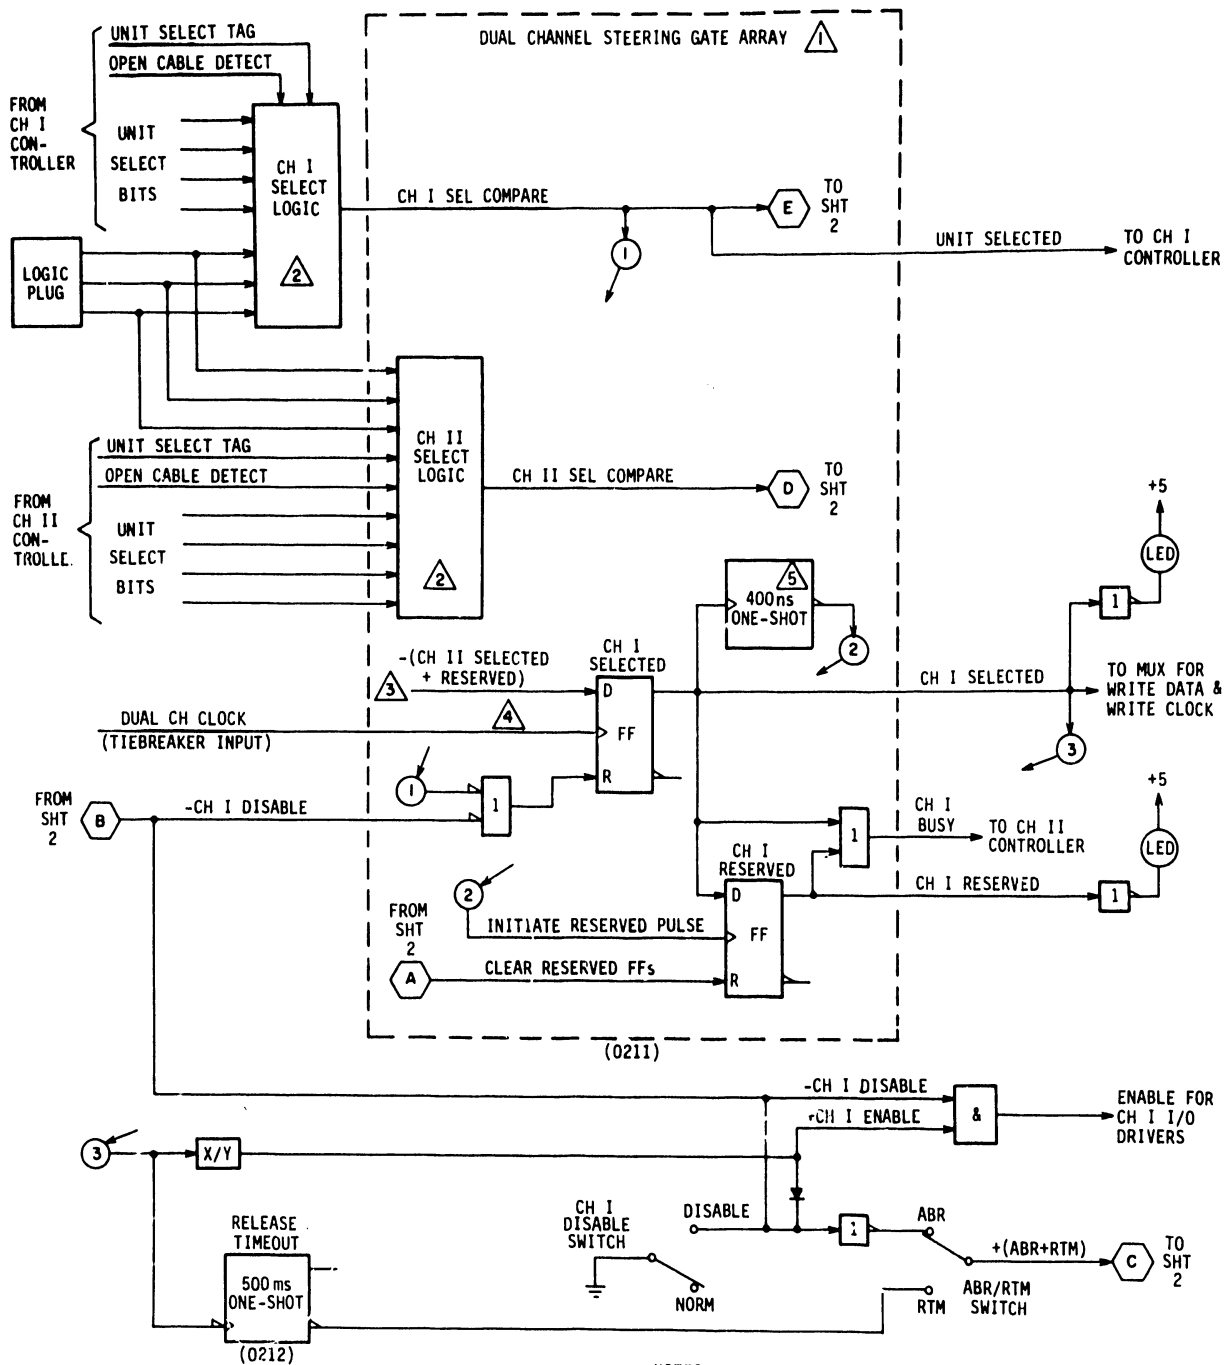 DUAL CHANNEL STEERING GATE ARRAY 1
UNIT SELECT TAG
OPEN CABLE DETECT
FROM
CH I
CON-
TROLLER
UNIT
SELECT
BITS
CH I
SELECT
LOGIC
2
LOGIC
PLUG
CH I SEL COMPARE
E
TO
SHT
2
1
UNIT SELECTED
TO CH I
CONTROLLER
UNIT SELECT TAG
OPEN CABLE DETECT
FROM
CH II
CON-
TROLLE.
UNIT
SELECT
BITS
CH II
SELECT
LOGIC
2
CH II SEL COMPARE
D
TO
SHT
2
+5
LED
1
5
400ns
ONE-SHOT
2
-(CH II SELECTED
+ RESERVED)
3
CH I
SELECTED
D
FF
R
CH I SELECTED
TO MUX FOR
WRITE DATA &
WRITE CLOCK
3
4
DUAL CH CLOCK
(TIEBREAKER INPUT)
1
1
FROM
SHT
2
B
-CH I DISABLE
1
CH I
BUSY
TO CH II
CONTROLLER
+5
LED
CH I
RESERVED
D
FF
R
CH I RESERVED
1
2
INITIATE RESERVED PULSE
FROM
SHT
2
A
CLEAR RESERVED FFs
(0211)
-CH I DISABLE
+CH I ENABLE
&
ENABLE FOR
CH I I/O
DRIVERS
3
X/Y
CH I
DISABLE
SWITCH
DISABLE
NORM
1
ABR
+(ABR+RTM)
C
TO
SHT
2
RTM
ABR/RTM
SWITCH
RELEASE
TIMEOUT
500ms
ONE-SHOT
(0212)